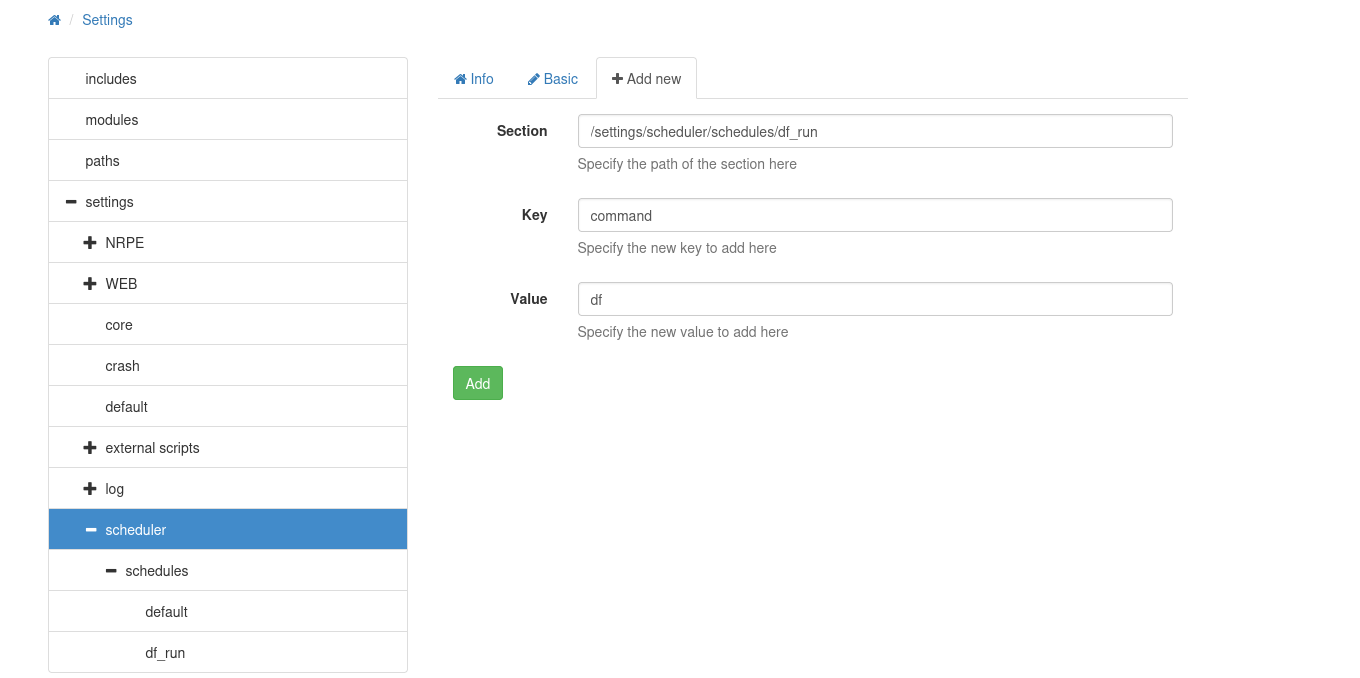 / Settings
includes
modules
paths
settings
NRPE
WEB
core
crash
default
external scripts
log
scheduler
schedules
default
df_run
Info Basic Add new
Section /settings/scheduler/schedules/df_run
Specify the path of the section here
Key command
Specify the new key to add here
Value df
Specify the new value to add here
Add